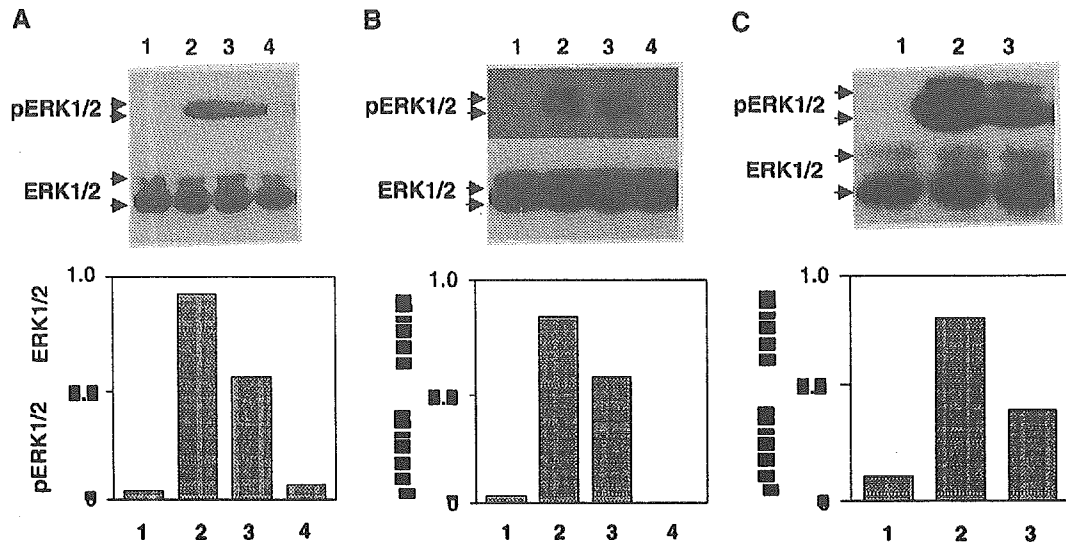 A
B
C
1 2 3 4
1 2 3 4
1 2 3
pERK1/2
pERK1/2
pERK1/2
ERK1/2
ERK1/2
ERK1/2
1.0
1.0
1.0
pERK1/2 ERK1/2
0
1 2 3 4
1 2 3 4
1 2 3